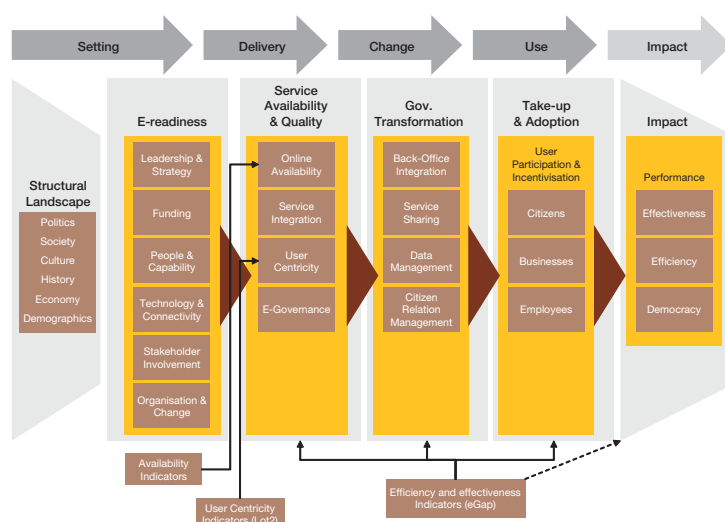 Setting
Delivery
Change
Use
Impact
E-readiness
Service
Availability
& Quality
Gov.
Transformation
Take-up
& Adoption
Impact
Structural
Landscape
Politics
Society
Culture
History
Economy
Demographics
Leadership &
Strategy
Funding
People &
Capability
Technology &
Connectivity
Stakeholder
Involvement
Organisation &
Change
Online
Availability
Service
Integration
User
Centricity
E-Governance
Back-Office
Integration
Service
Sharing
Data
Management
Citizen
Relation
Management
User
Participation &
Incentivisation
Citizens
Businesses
Employees
Performance
Effectiveness
Efficiency
Democracy
Availability
Indicators
User Centricity
Indicators (Lot2)
Efficiency and effectiveness
Indicators (eGap)